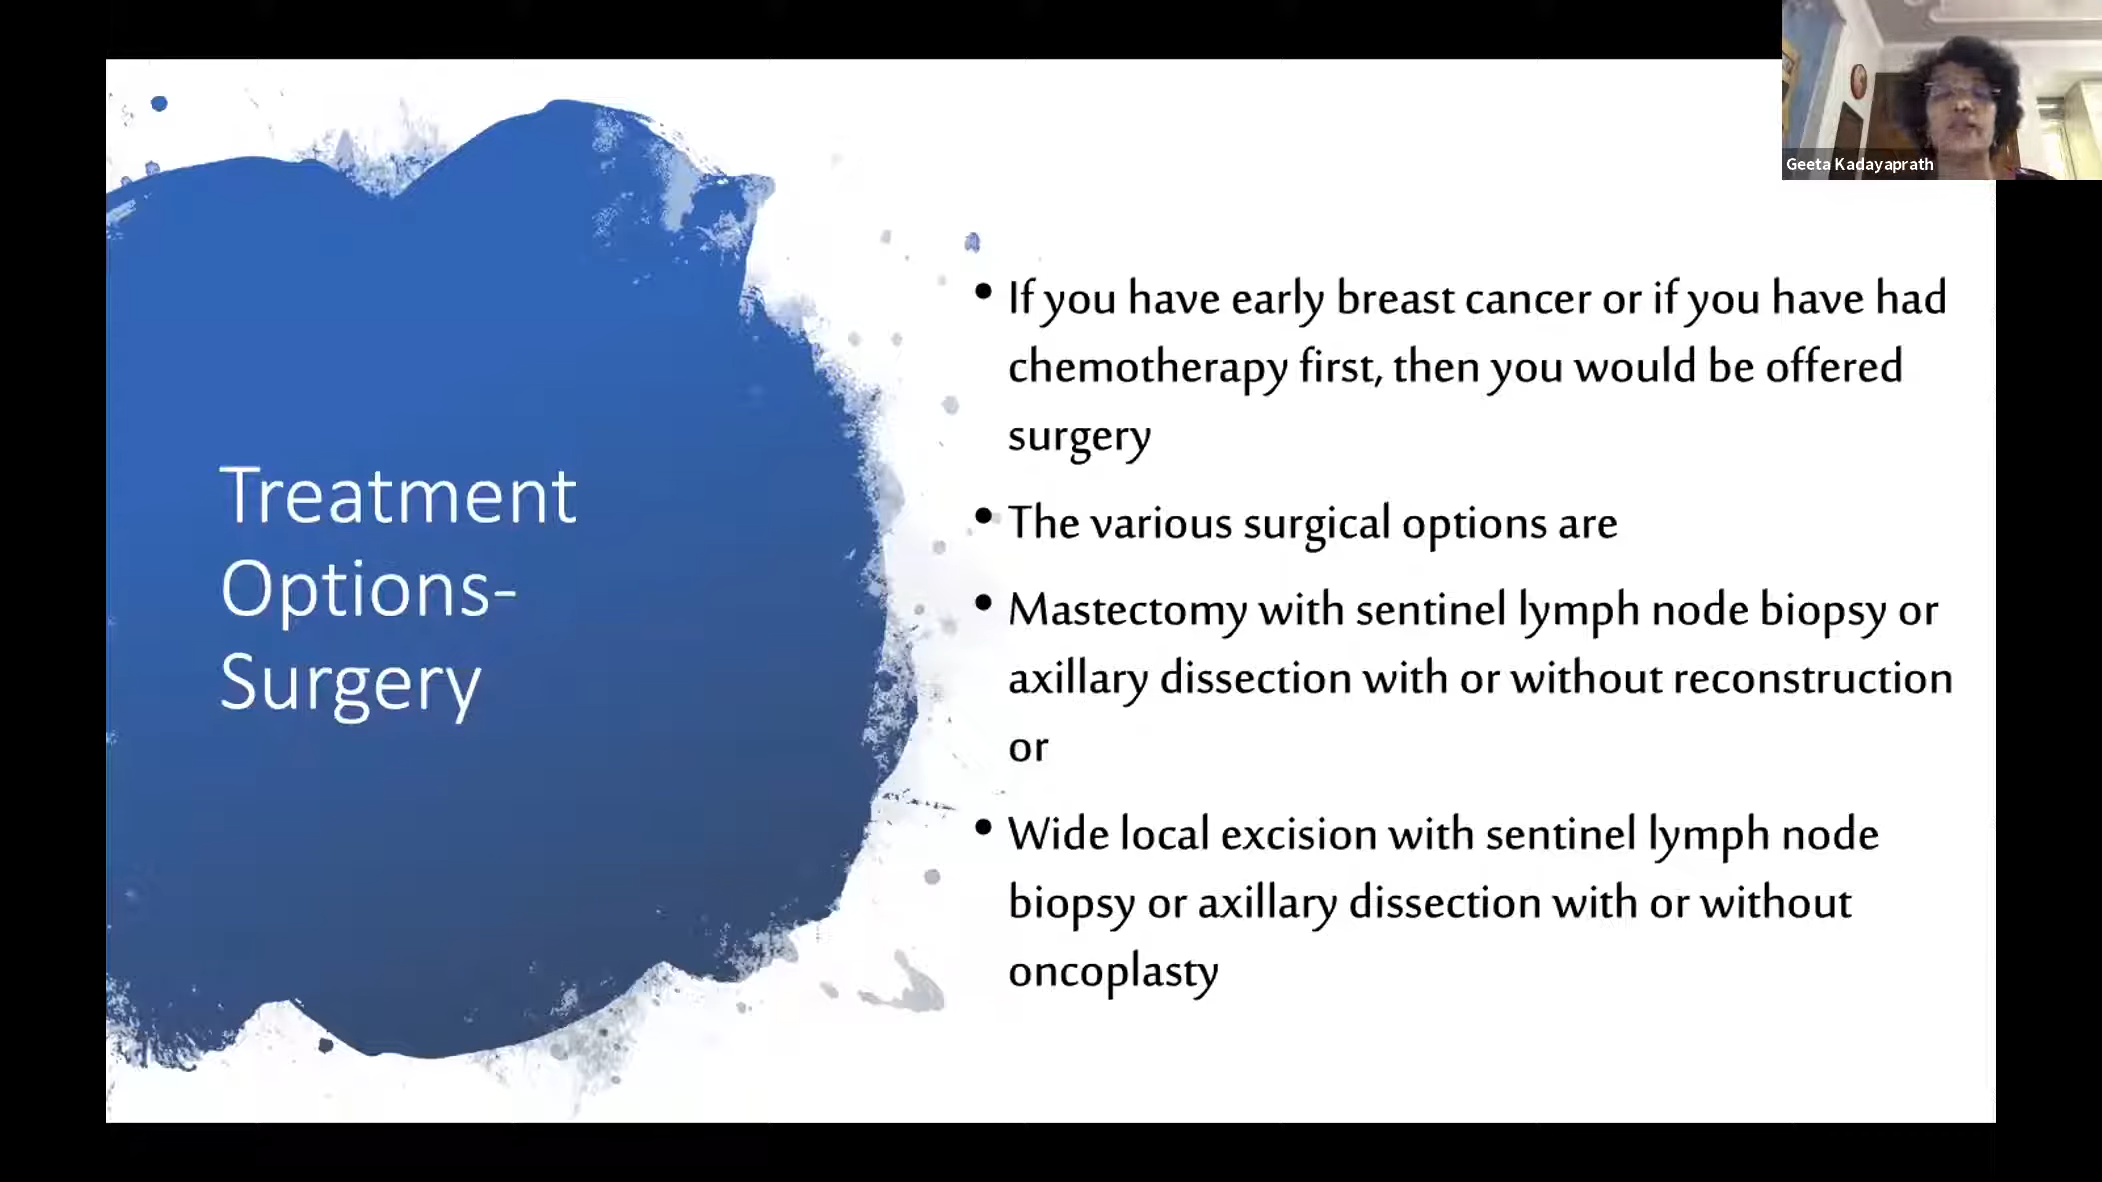 Geeta Kadayaprath
Treatment
Options-
Surgery
• If you have early breast cancer or if you have had
chemotherapy first, then you would be offered
surgery
• The various surgical options are
• Mastectomy with sentinel lymph node biopsy or
axillary dissection with or without reconstruction
or
• Wide local excision with sentinel lymph node
biopsy or axillary dissection with or without
oncoplasty